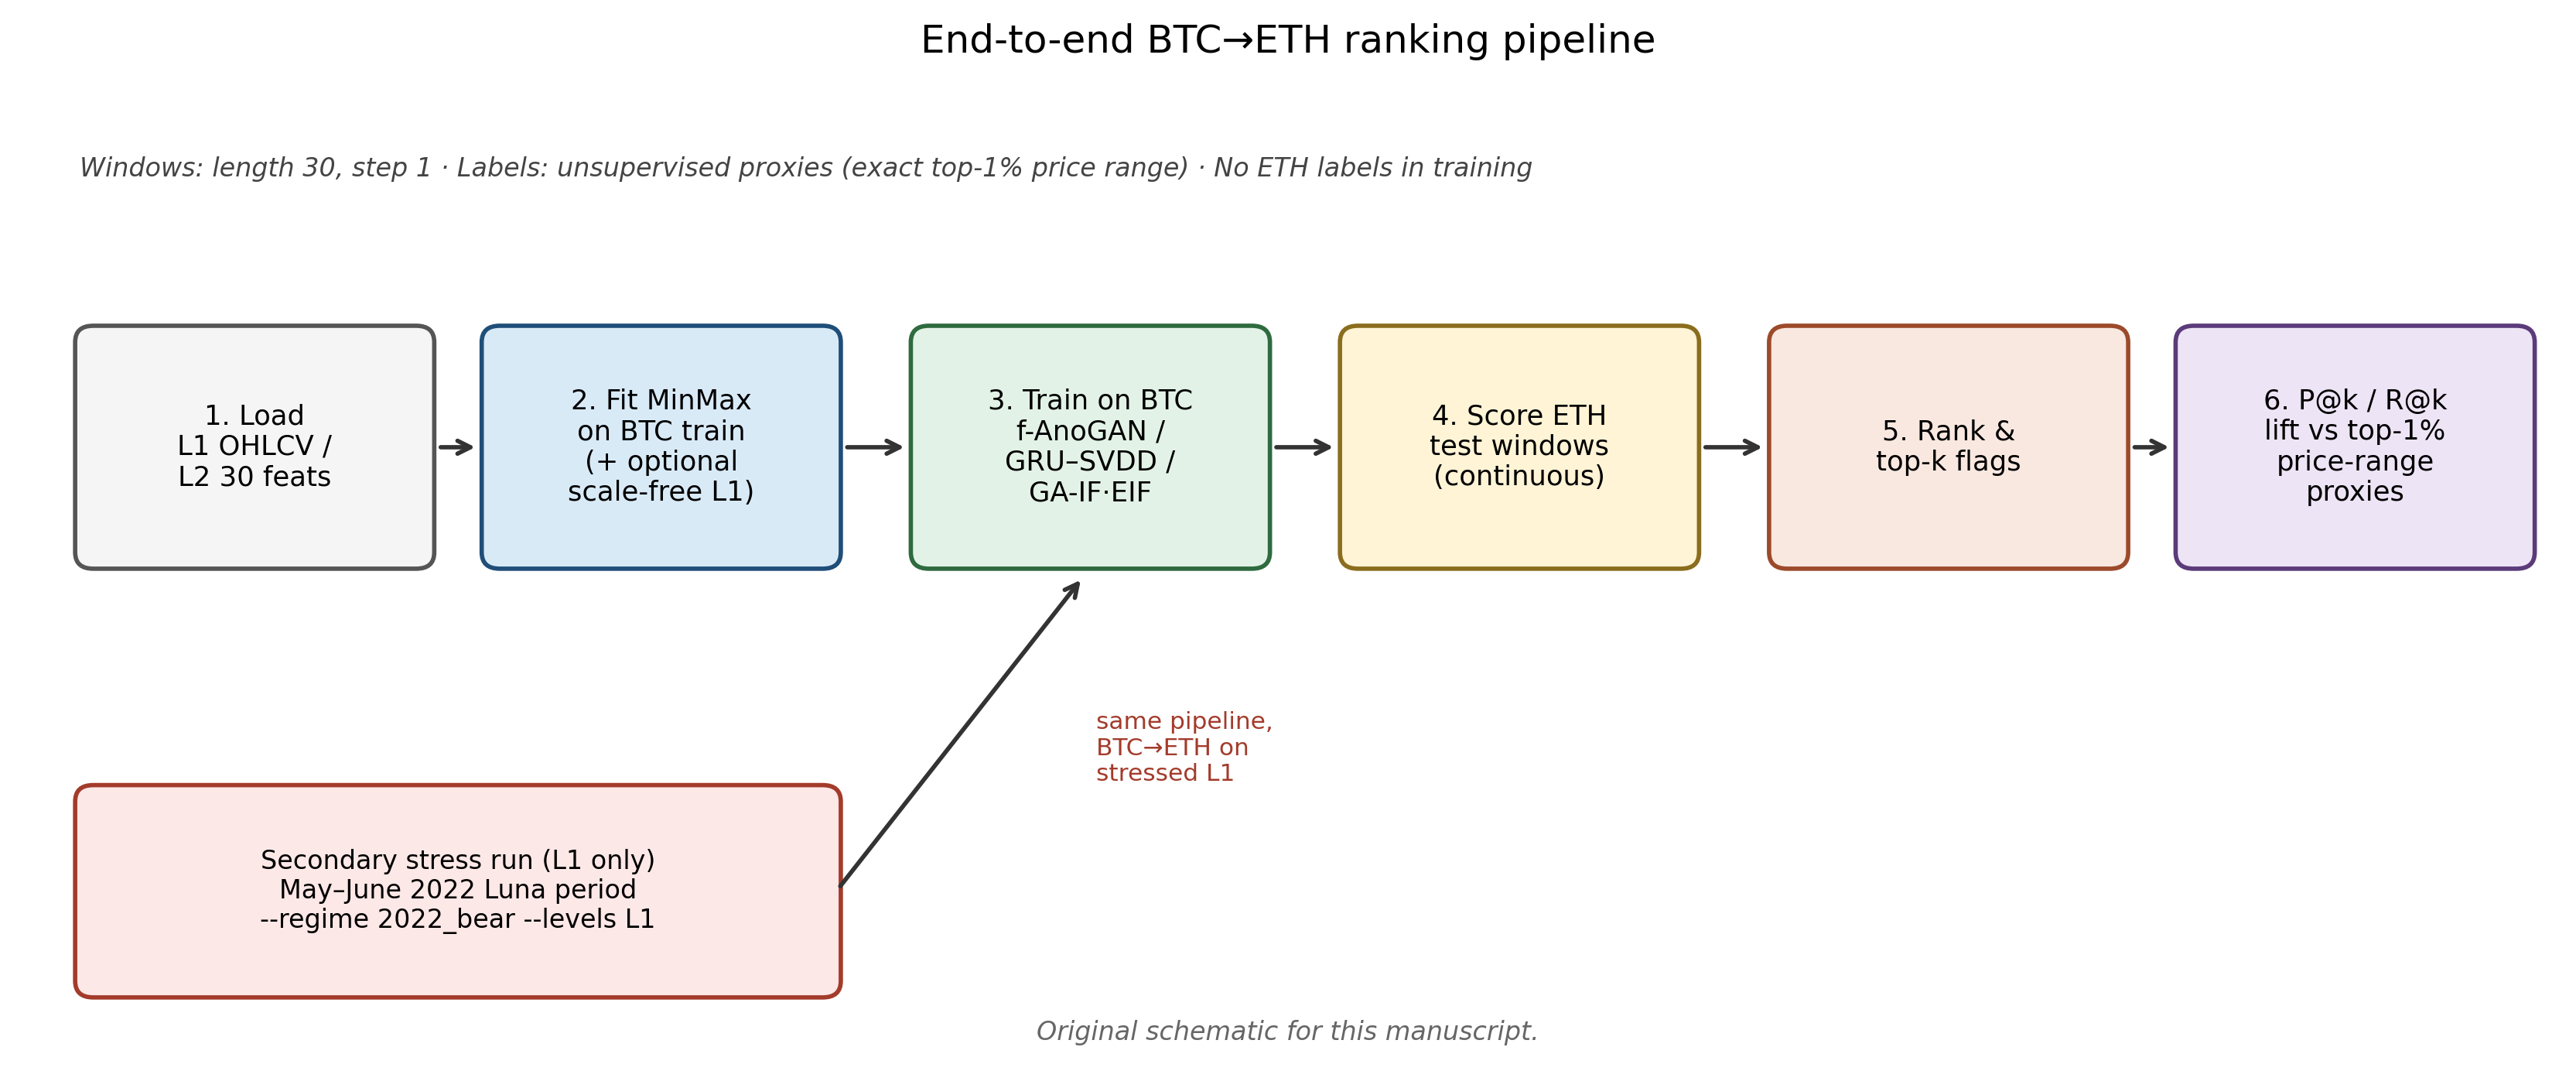 End-to-end BTC→ETH ranking pipeline
Windows: length 30, step 1 · Labels: unsupervised proxies (exact top-1% price range) · No ETH labels in training
1. Load
L1 OHLCV /
L2 30 feats
2. Fit MinMax
on BTC train
(+ optional
scale-free L1)
3. Train on BTC
f-AnoGAN /
GRU–SVDD /
GA-IF·EIF
4. Score ETH
test windows
(continuous)
5. Rank &
top-k flags
6. P@k / R@k
lift vs top-1%
price-range
proxies
same pipeline,
BTC→ETH on
stressed L1
Secondary stress run (L1 only)
May–June 2022 Luna period
--regime 2022_bear --levels L1
Original schematic for this manuscript.